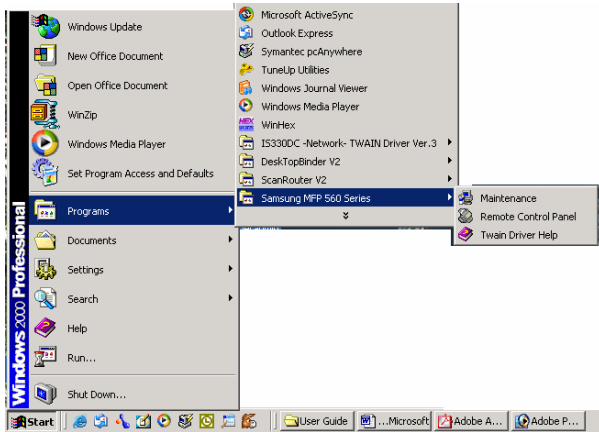 Windows Update
New Office Document
Open Office Document
WinZip
Windows Media Player
Set Program Access and Defaults
Programs
Documents
Settings
Search
Help
Run...
Shut Down...
Windows 2000 Professional
Microsoft ActiveSync
Outlook Express
Symantec pcAnywhere
TuneUp Utilities
Windows Journal Viewer
Windows Media Player
HEX
WinHex
IS330DC -Network- TWAIN Driver Ver.3
DeskTopBinder V2
ScanRouter V2
Samsung MFP 560 Series
Maintenance
Remote Control Panel
Twain Driver Help
Start
User Guide
...Microsoft
Adobe A...
Adobe P...